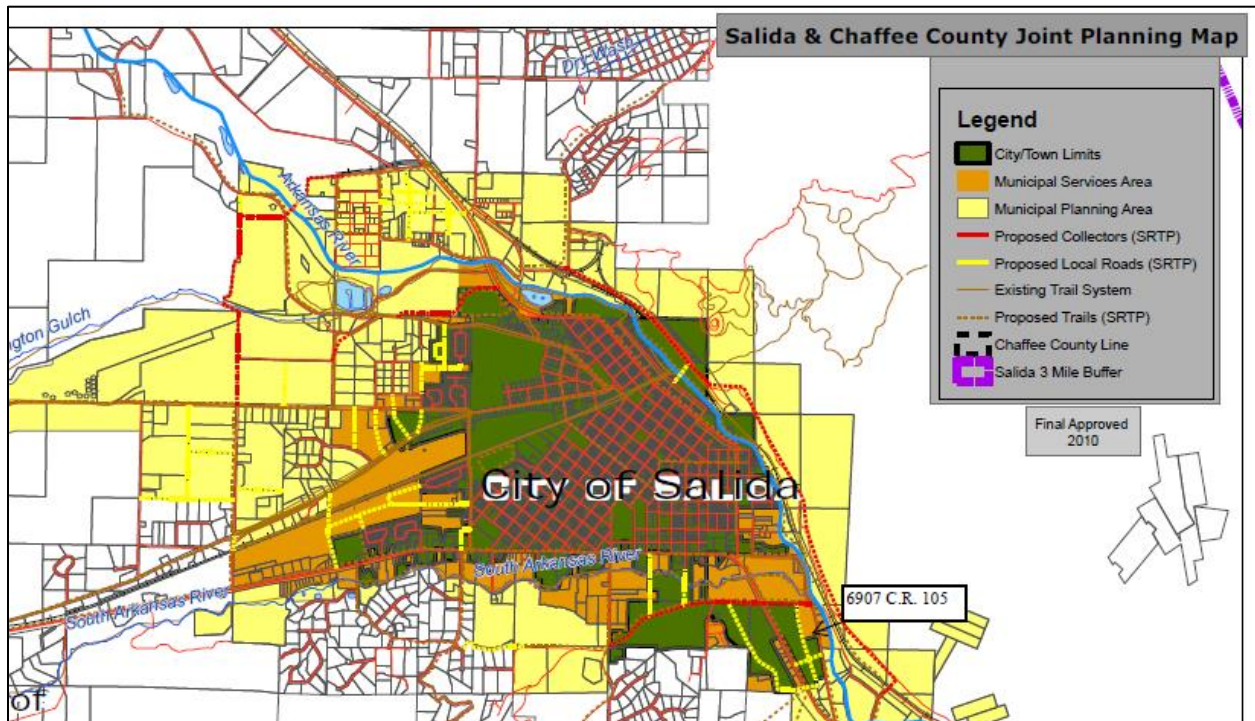 Salida & Chaffee County Joint Planning Map
Dry Wash
Legend
City/Town Limits
Municipal Services Area
Municipal Planning Area
Proposed Collectors (SRTP)
Proposed Local Roads (SRTP)
Existing Trail System
Proposed Trails (SRTP)
Chaffee County Line
Salida 3 Mile Buffer
Final Approved
2010
Arkansas River
ngton Gulch
City of Salida
South Arkansas River
South Arkansas River
6907 C.R. 105
of